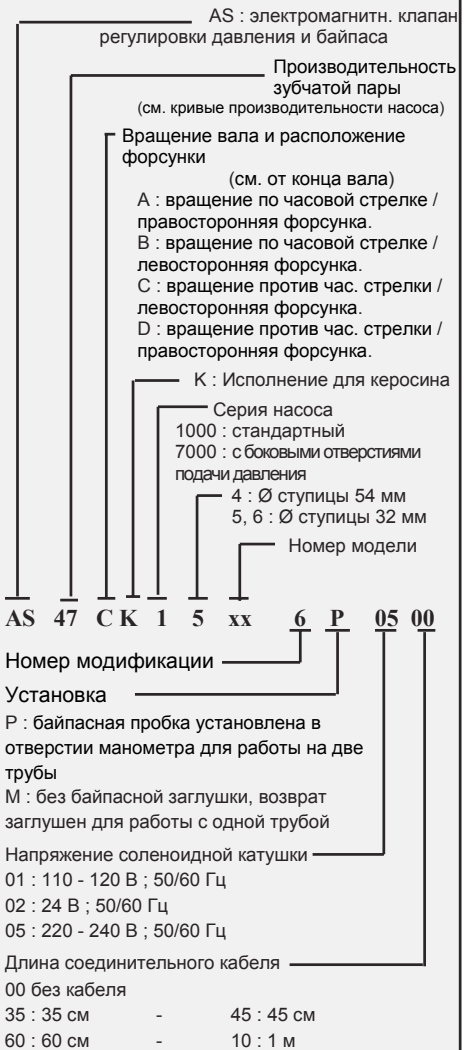 AS : электромагнитн. клапан
регулировки давления и байпаса
Производительность
зубчатой пары
(см. кривые производительности насоса)
Вращение вала и расположение
форсунки
(см. от конца вала)
A : вращение по часовой стрелке /
правосторонняя форсунка.
B : вращение по часовой стрелке /
левосторонняя форсунка.
C : вращение против час. стрелки /
левосторонняя форсунка.
D : вращение против час. стрелки /
правосторонняя форсунка.
K : Исполнение для керосина
Серия насоса
1000 : стандартный
7000 : с боковыми отверстиями
подачи давления
4 : Ø ступицы 54 мм
5, 6 : Ø ступицы 32 мм
Номер модели
AS 47 C K 1 5 xx 6 P 05 00
Номер модификации
Установка
P : байпасная пробка установлена в
отверстии манометра для работы на две
трубы
M : без байпасной заглушки, возврат
заглушен для работы с одной трубой
Напряжение соленоидной катушки
01 : 110 - 120 В ; 50/60 Гц
02 : 24 В ; 50/60 Гц
05 : 220 - 240 В ; 50/60 Гц
Длина соединительного кабеля
00 без кабеля
35 : 35 см - 45 : 45 см
60 : 60 см - 10 : 1 м